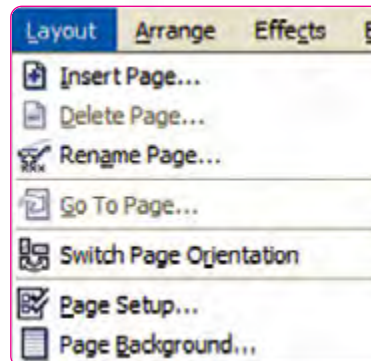 Layout Arrange Effects
Insert Page...
Delete Page...
Rename Page...
Go To Page...
Switch Page Orientation
Page Setup...
Page Background...